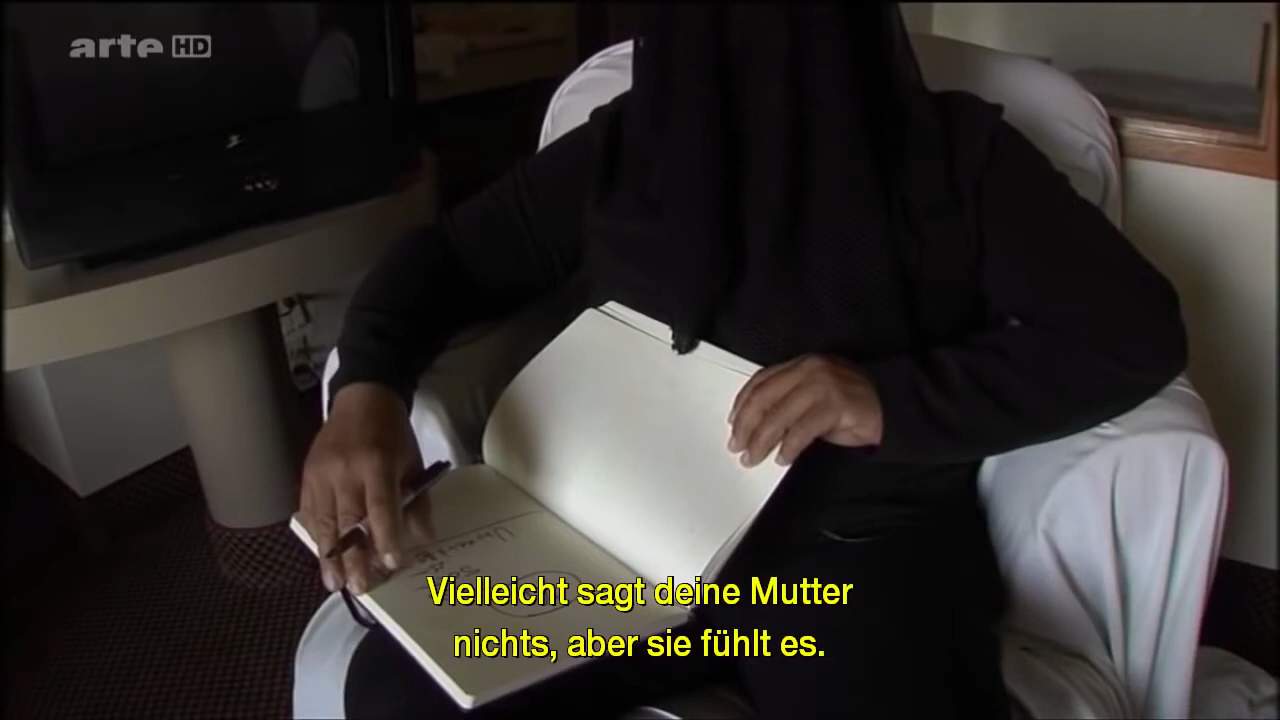 arte HD
Vielleicht sagt deine Mutter
nichts, aber sie fühlt es.